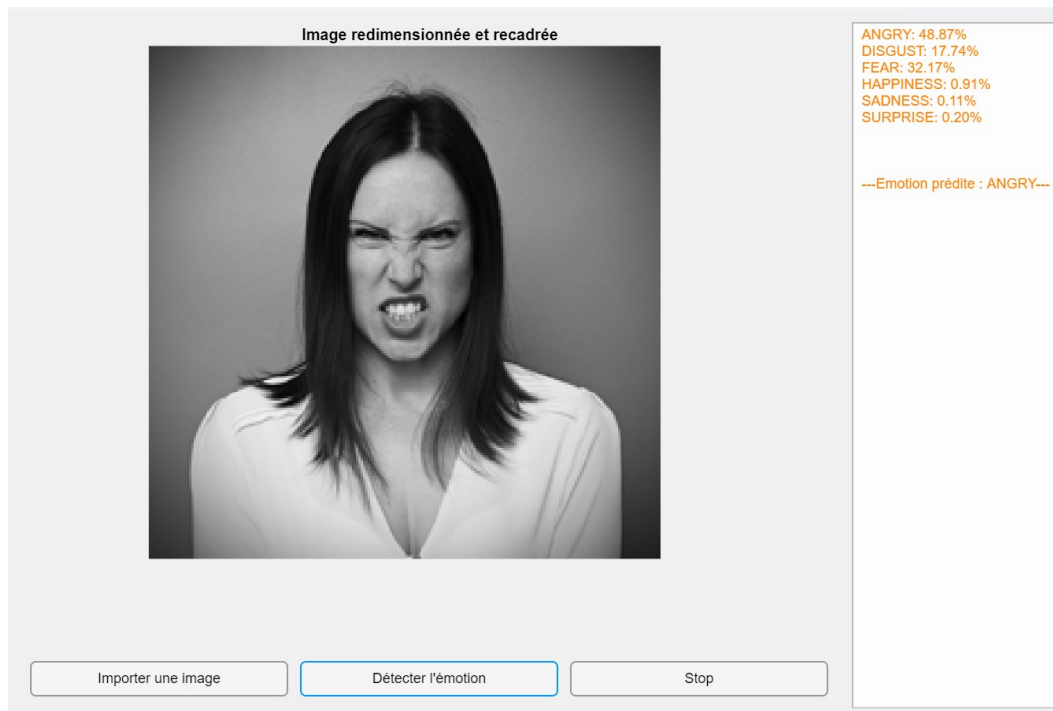 Image redimensionnée et recadrée
ANGRY: 48.87%
DISGUST: 17.74%
FEAR: 32.17%
HAPPINESS: 0.91%
SADNESS: 0.11%
SURPRISE: 0.20%
---Emotion prédite : ANGRY---
Importer une image
Détecter l'émotion
Stop